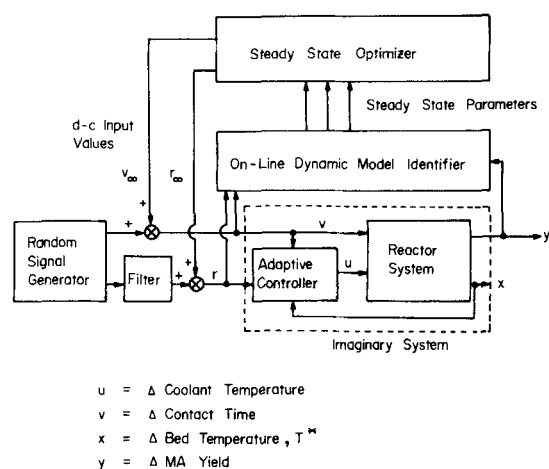 Steady State Optimizer
Steady State Parameters
d-c Input
Values
On-Line Dynamic Model Identifier
v∞
r∞
+
+
+
+
v
y
Random
Signal
Generator
Filter
r
Adaptive
Controller
u
Reactor
System
x
Imaginary System
u = Δ Coolant Temperature
v = Δ Contact Time
x = Δ Bed Temperature, T*
y = Δ MA Yield